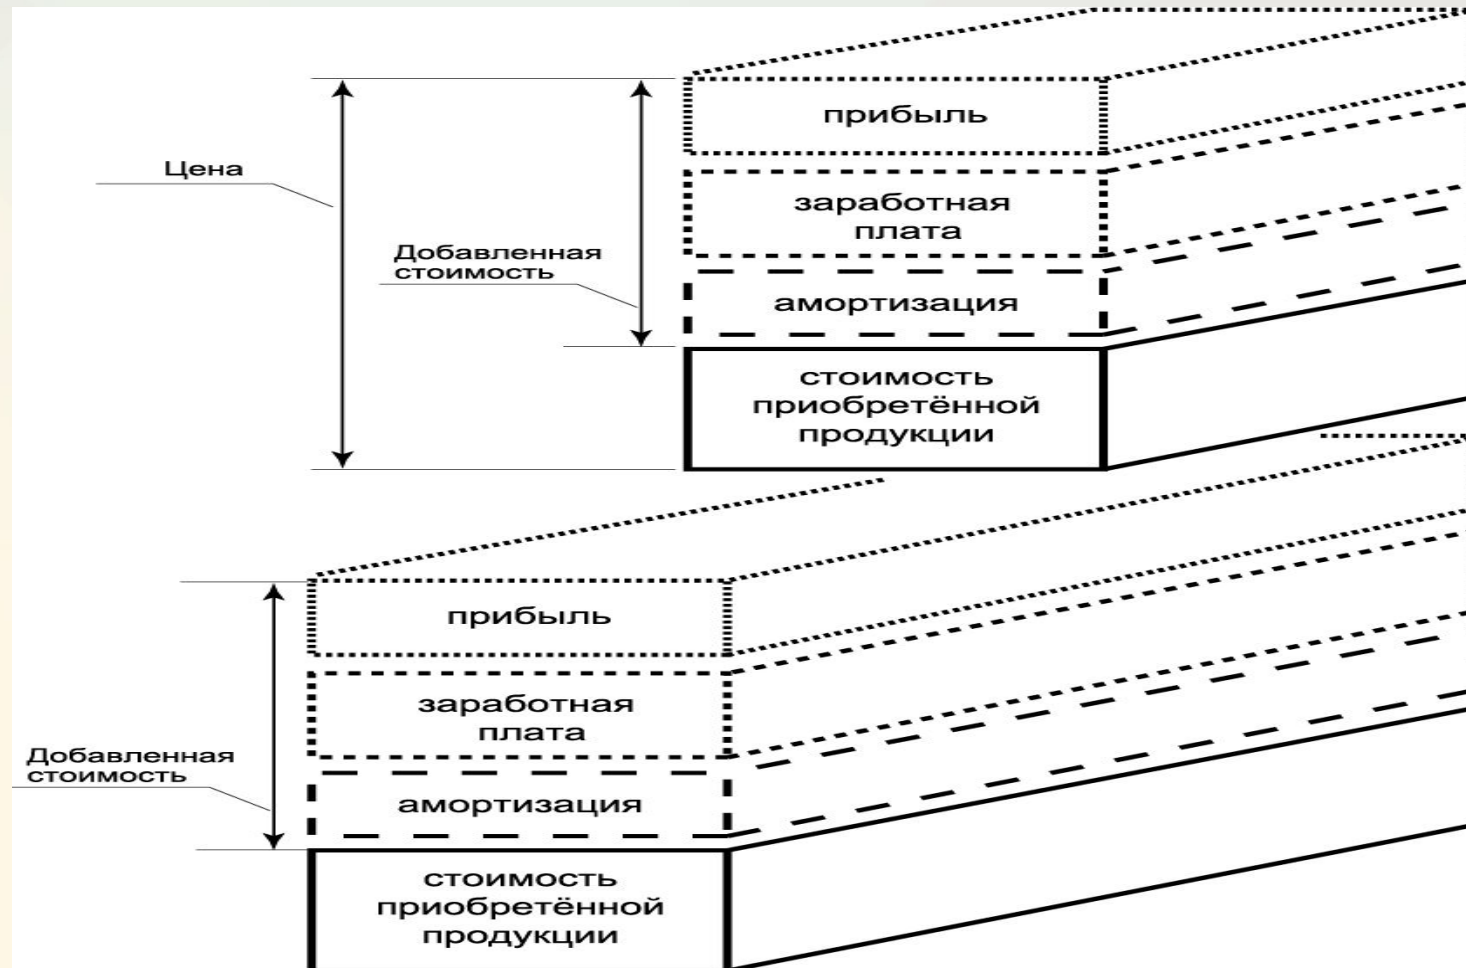 прибыль
Цена
заработная
плата
Добавленная
стоимость
амортизация
стоимость
приобретённой
продукции
прибыль
заработная
плата
Добавленная
стоимость
амортизация
стоимость
приобретённой
продукции